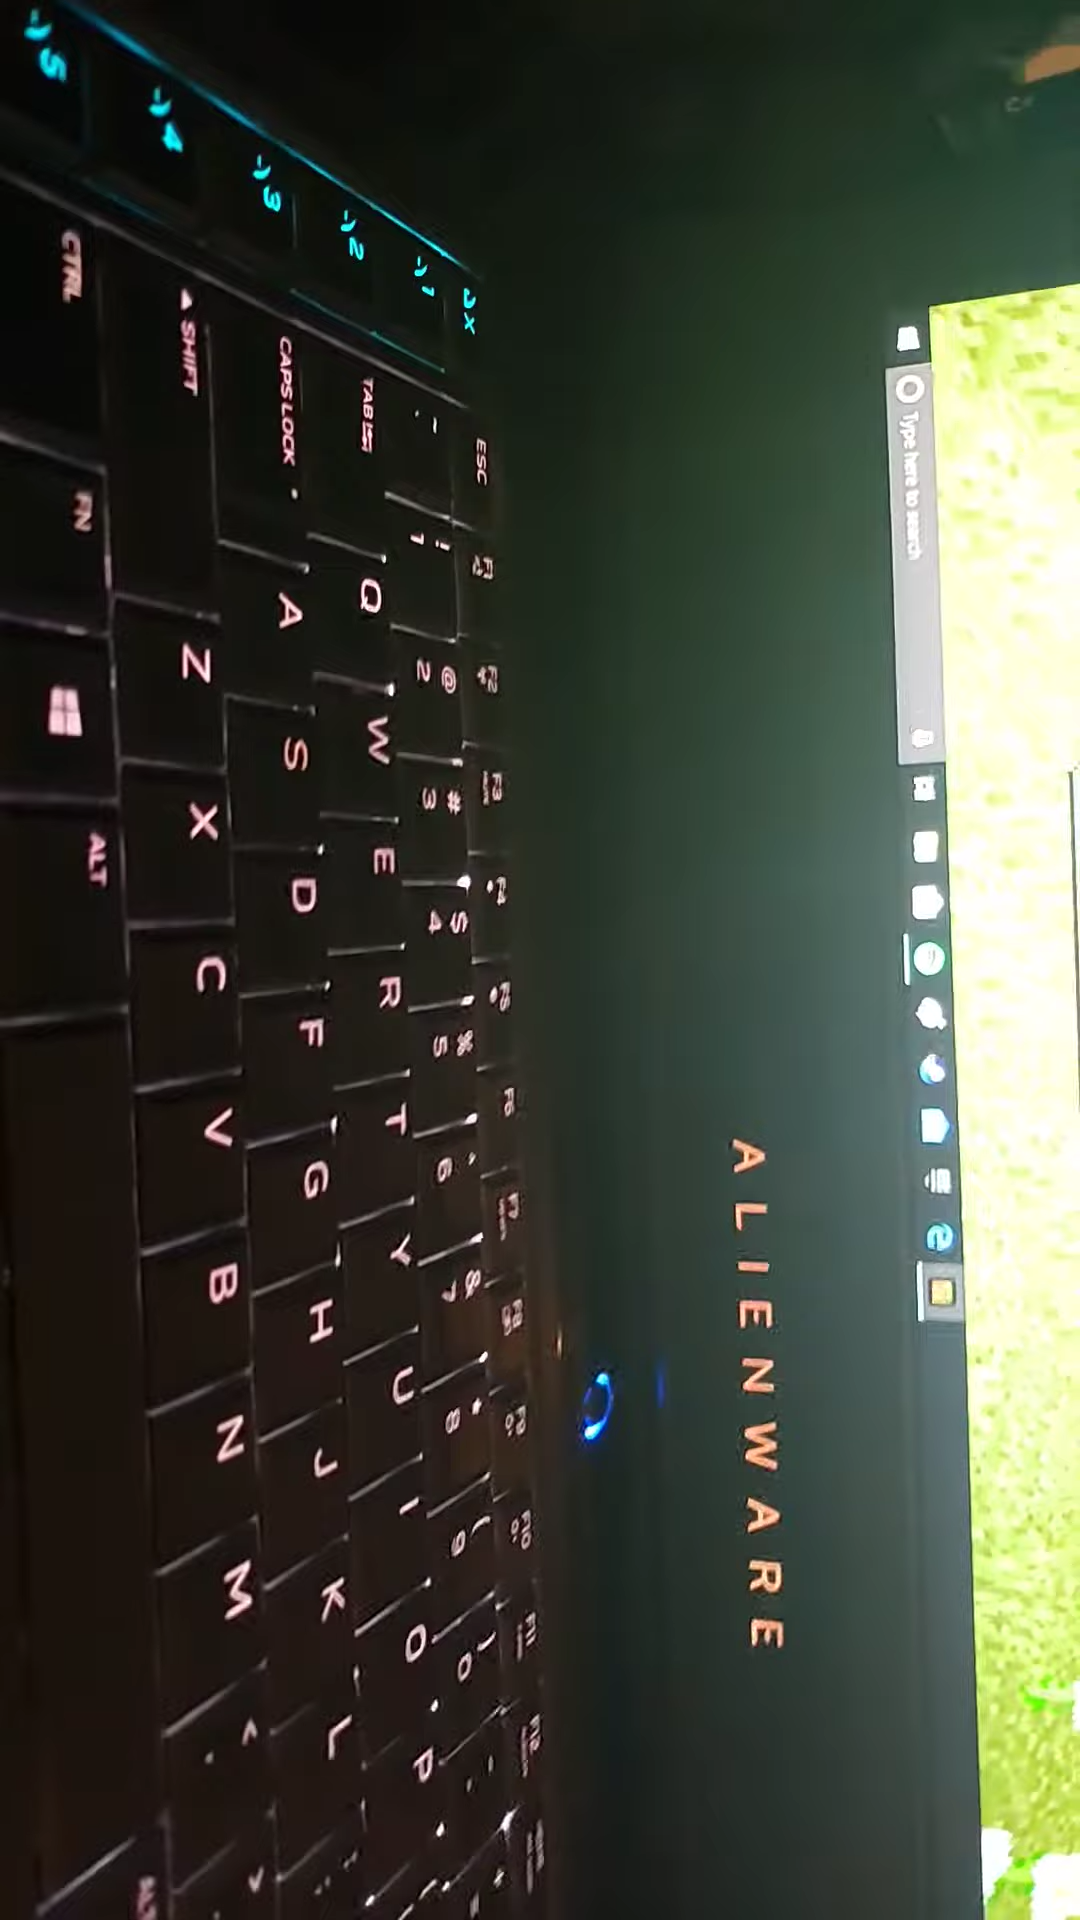 Type here to search
ALIENWARE
ESC F1 F2 F3 F4 F5 F6 F7 F8 F9 F10 F11 F12
~ ! @ # $ % ^ & * ( )
` 1 2 3 4 5 6 7 8 9 0
TAB Q W E R T Y U I O P
CAPS LOCK A S D F G H J K L
SHIFT Z X C V B N M <
CTRL FN ALT
1
2
3
4
5